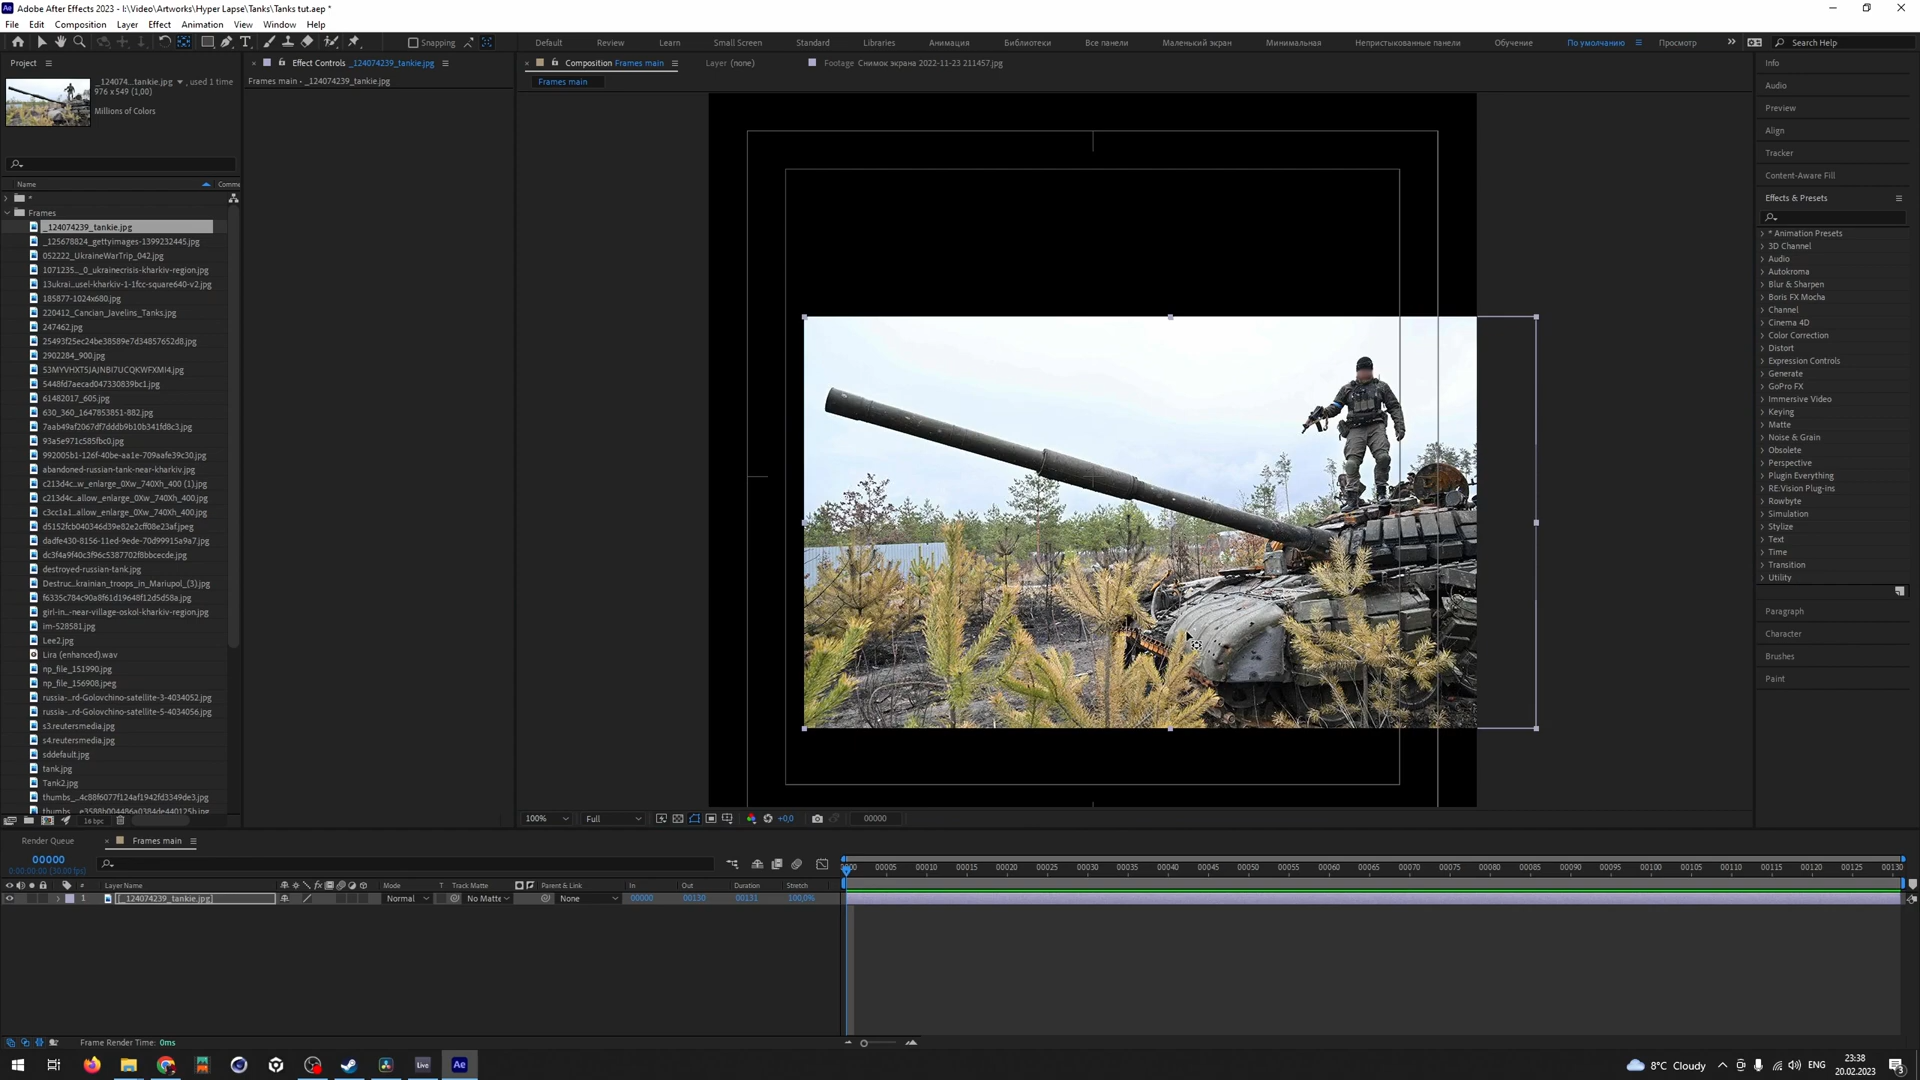 Adobe After Effects 2023 - I:\Video\Artworks\Hyper Lapse\Tanks\Tanks tut.aep *
File Edit Composition Layer Effect Animation View Window Help
Snapping
Default Review Learn Small Screen Standard Libraries Анимация Библиотеки Все панели Маленький экран Минимальная Непристыкованные панели Обучение По умолчанию Просмотр
Search Help
Project
Effect Controls _124074239_tankie.jpg
Composition Frames main
Layer (none)
Footage Снимок экрана 2022-11-23 211457.jpg
Frames main • _124074239_tankie.jpg
Frames main
_124074...tankie.jpg , used 1 time
976 x 549 (1,00)
Millions of Colors
Name Comme
*
Frames
_124074239_tankie.jpg
_125678824_gettyimages-1399232445.jpg
052222_UkraineWarTrip_042.jpg
1071235..._0_ukrainecrisis-kharkiv-region.jpg
13ukrai...usel-kharkiv-1-1fcc-square640-v2.jpg
185877-1024x680.jpg
220412_Cancian_Javelins_Tanks.jpg
247462.jpg
25493f25ec24be38589e7d34857652d8.jpg
2902284_900.jpg
53MYVHXTSJAJNBI7UCQKWFXMI4.jpg
5448fd7aecad047330839bc1.jpg
61482017_605.jpg
630_360_1647853851-882.jpg
7aab49af2067df7dddb9b10b341fd8c3.jpg
93a5e971c585fbc0.jpg
992005b1-126f-40be-aa1e-709aafe39c30.jpg
abandoned-russian-tank-near-kharkiv.jpg
c213d4c...w_enlarge_0Xw_740Xh_400 (1).jpg
c213d4c...allow_enlarge_0Xw_740Xh_400.jpg
c3cc1a1...allow_enlarge_0Xw_740Xh_400.jpg
d5152fcb040346d39e82e2cff08e23af.jpeg
dadfe430-8156-11ed-9ede-70d99915a9a7.jpg
dc3f4a9f40c3f96c5387702f8bbcecde.jpg
destroyed-russian-tank.jpg
Destruc...krainian_troops_in_Mariupol_(3).jpg
f6335c784c90a8f61d19648f12d5d58a.jpg
girl-in...-near-village-oskol-kharkiv-region.jpg
im-528581.jpg
Lee2.jpg
Lira (enhanced).wav
np_file_151990.jpg
np_file_156908.jpeg
russia-...rd-Golovchino-satellite-3-4034052.jpg
russia-...rd-Golovchino-satellite-5-4034056.jpg
s3.reutersmedia.jpg
s4.reutersmedia.jpg
sddefault.jpg
tank.jpg
Tank2.jpg
thumbs_...4c88f6077f124af1942fd3349de3.jpg
16 bpc
100% Full +0,0 00000
Info
Audio
Preview
Align
Tracker
Content-Aware Fill
Effects & Presets
* Animation Presets
3D Channel
Audio
Autokroma
Blur & Sharpen
Boris FX Mocha
Channel
Cinema 4D
Color Correction
Distort
Expression Controls
Generate
GoPro FX
Immersive Video
Keying
Matte
Noise & Grain
Obsolete
Perspective
Plugin Everything
RE:Vision Plug-ins
Rowbyte
Simulation
Stylize
Text
Time
Transition
Utility
Paragraph
Character
Brushes
Paint
Render Queue Frames main
00000
0:00:00:00 (30.00 fps)
0000 00005 00010 00015 00020 00025 00030 00035 00040 00045 00050 00055 00060 00065 00070 00075 00080 00085 00090 00095 00100 00105 00110 00115 00120 00125 00130
# Layer Name fx Mode T Track Matte Parent & Link In Out Duration Stretch
1 [_124074239_tankie.jpg] Normal No Matte None 00000 00130 00131 100,0%
Frame Render Time: 0ms
Live
Ae
8°C Cloudy
ENG
23:38
20.02.2023
3